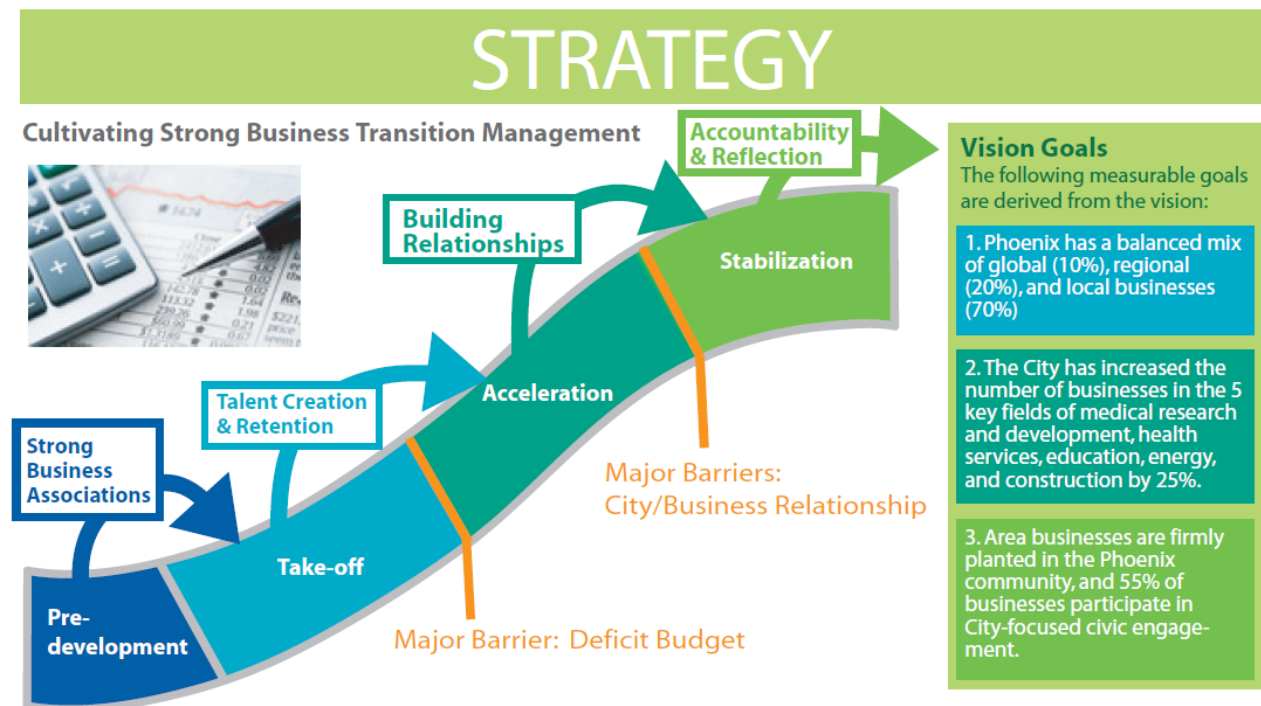 STRATEGY
Cultivating Strong Business Transition Management
Accountability
& Reflection
Building
Relationships
Stabilization
Talent Creation
& Retention
Acceleration
Strong
Business
Associations
Major Barriers:
City/Business Relationship
Take-off
Pre-
development
Major Barrier: Deficit Budget
Vision Goals
The following measurable goals
are derived from the vision:
1. Phoenix has a balanced mix
of global (10%), regional
(20%), and local businesses
(70%)
2. The City has increased the
number of businesses in the 5
key fields of medical research
and development, health
services, education, energy,
and construction by 25%.
3. Area businesses are firmly
planted in the Phoenix
community, and 55% of
businesses participate in
City-focused civic engage-
ment.